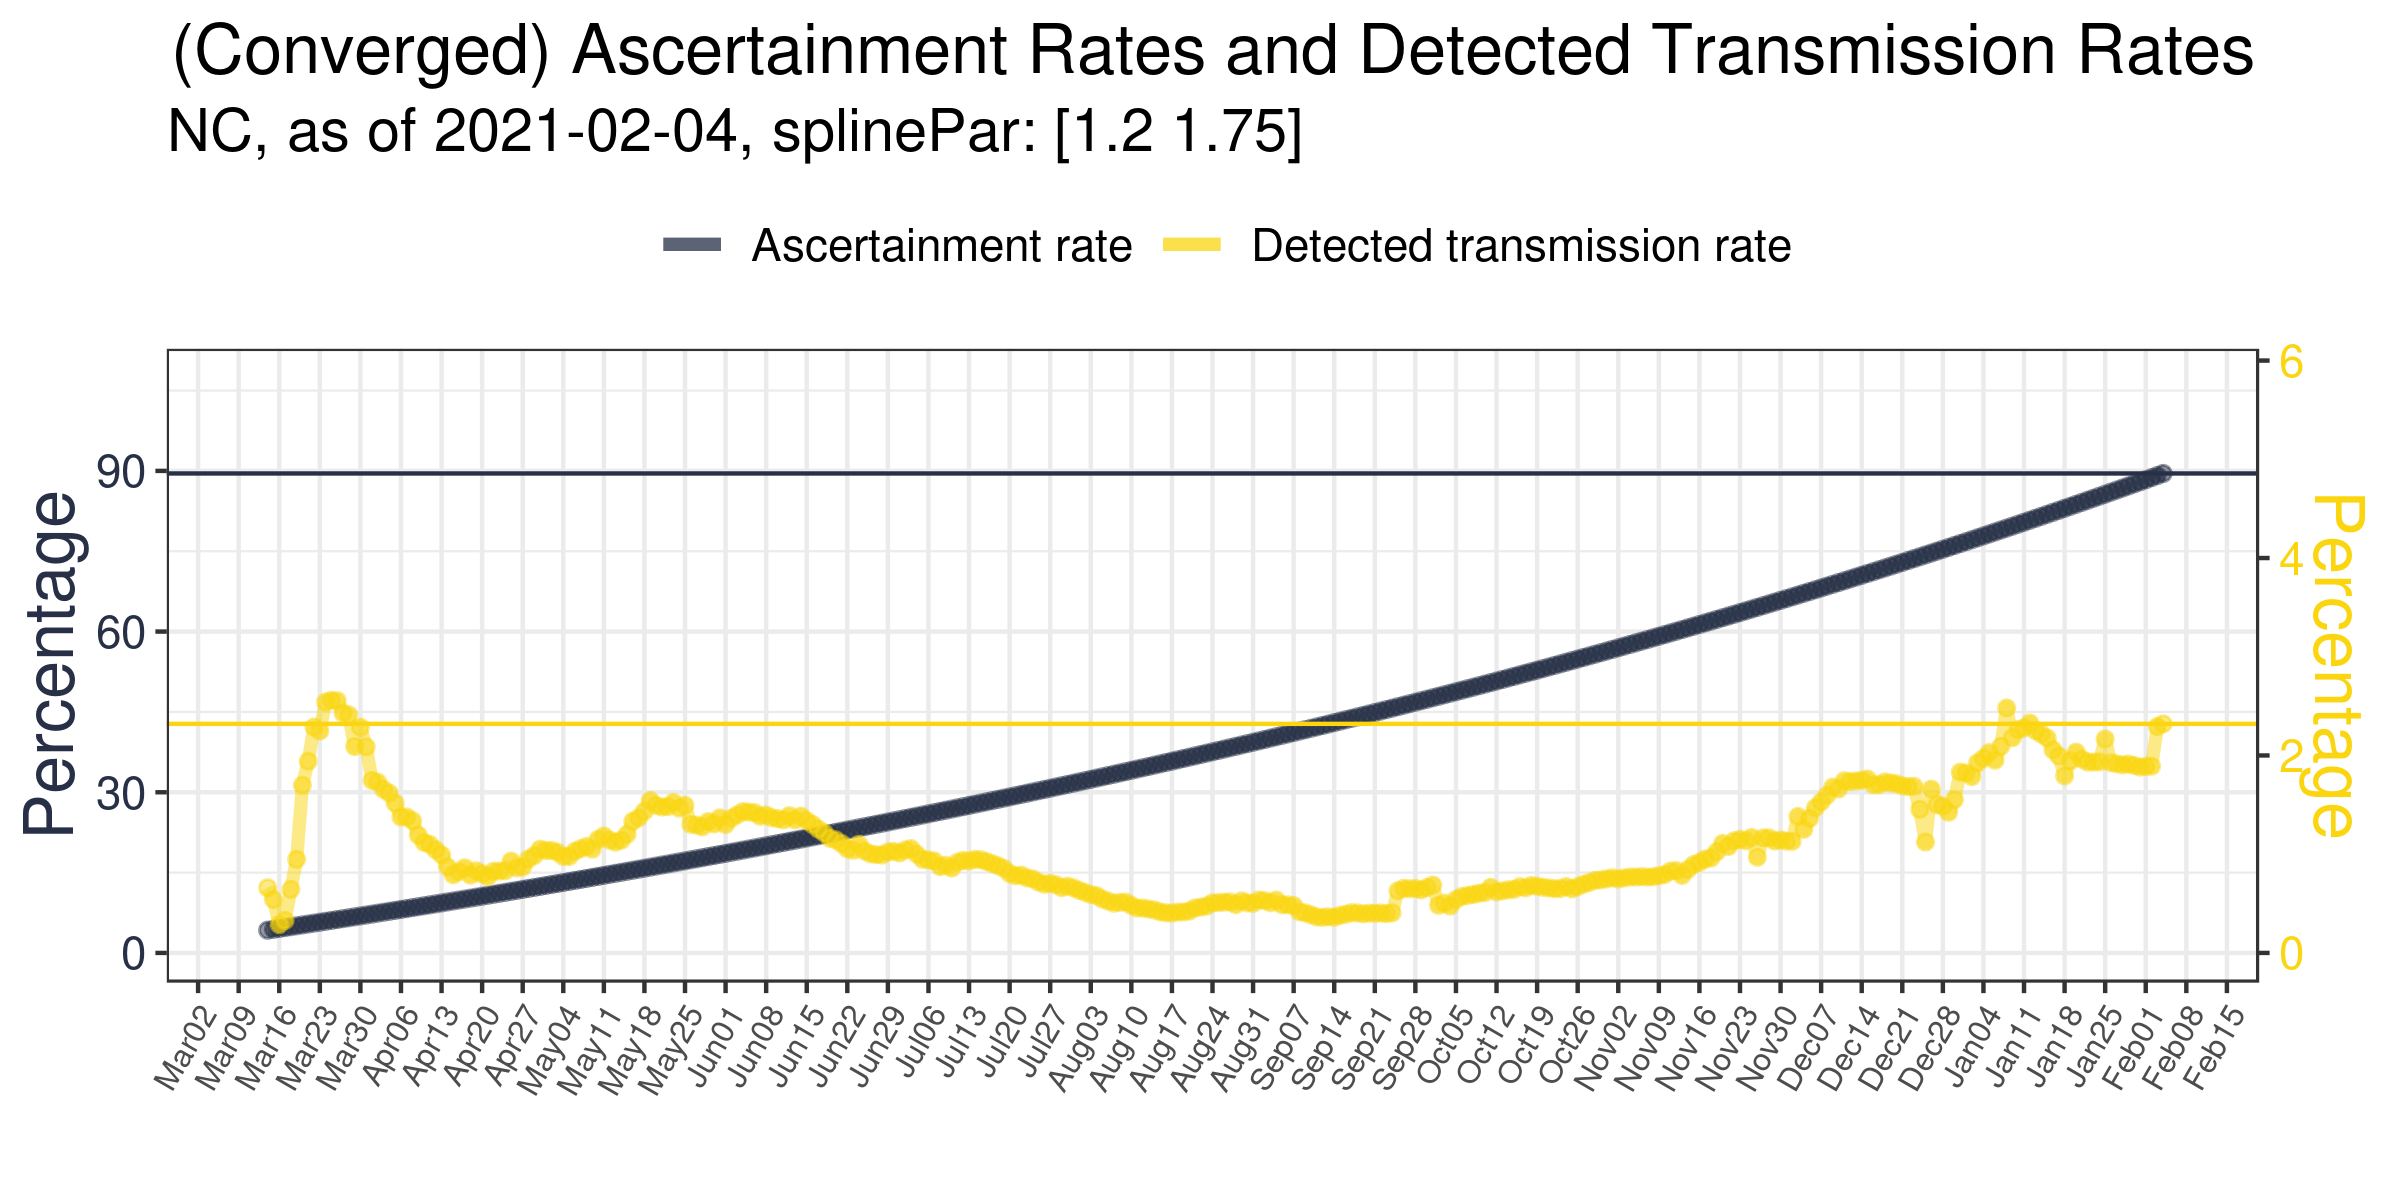 (Converged) Ascertainment Rates and Detected Transmission Rates
NC, as of 2021-02-04, splinePar: [1.2 1.75]
Ascertainment rate
Detected transmission rate
Percentage
90
60
30
0
6
4
2
0
Percentage
Mar02
Mar09
Mar16
Mar23
Mar30
Apr06
Apr13
Apr20
Apr27
May04
May11
May18
May25
Jun01
Jun08
Jun15
Jun22
Jun29
Jul06
Jul13
Jul20
Jul27
Aug03
Aug10
Aug17
Aug24
Aug31
Sep07
Sep14
Sep21
Sep28
Oct05
Oct12
Oct19
Oct26
Nov02
Nov09
Nov16
Nov23
Nov30
Dec07
Dec14
Dec21
Dec28
Jan04
Jan11
Jan18
Jan25
Feb01
Feb08
Feb15